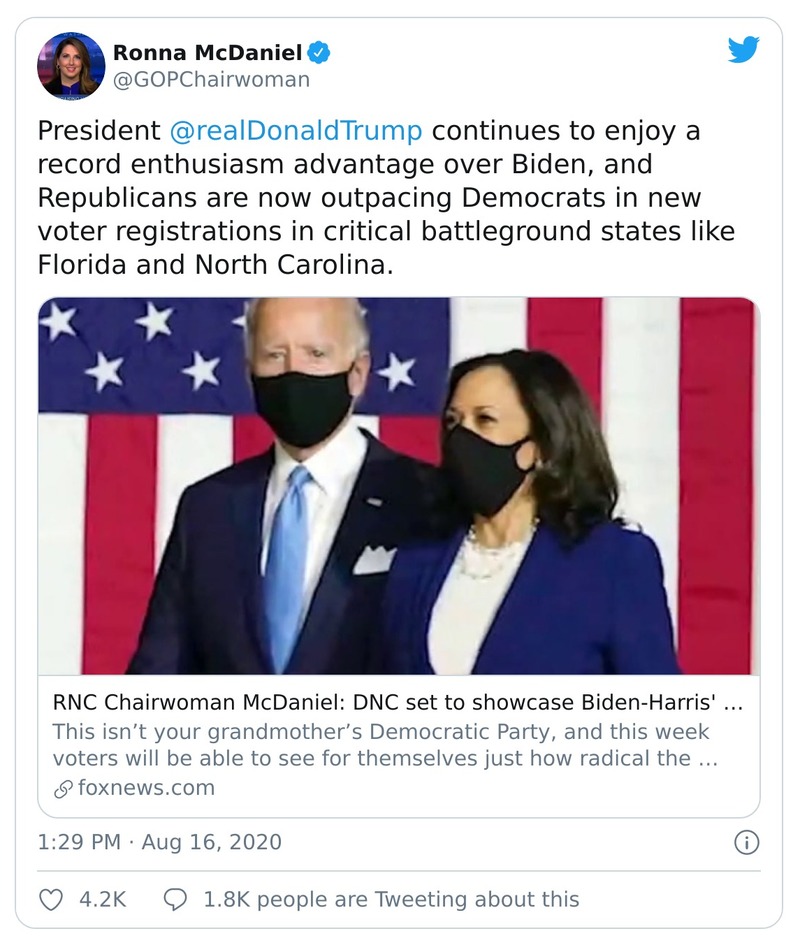 Ronna McDaniel
@GOPChairwoman
President @realDonaldTrump continues to enjoy a
record enthusiasm advantage over Biden, and
Republicans are now outpacing Democrats in new
voter registrations in critical battleground states like
Florida and North Carolina.
RNC Chairwoman McDaniel: DNC set to showcase Biden-Harris' ...
This isn’t your grandmother’s Democratic Party, and this week
voters will be able to see for themselves just how radical the ...
foxnews.com
1:29 PM · Aug 16, 2020
4.2K 1.8K people are Tweeting about this